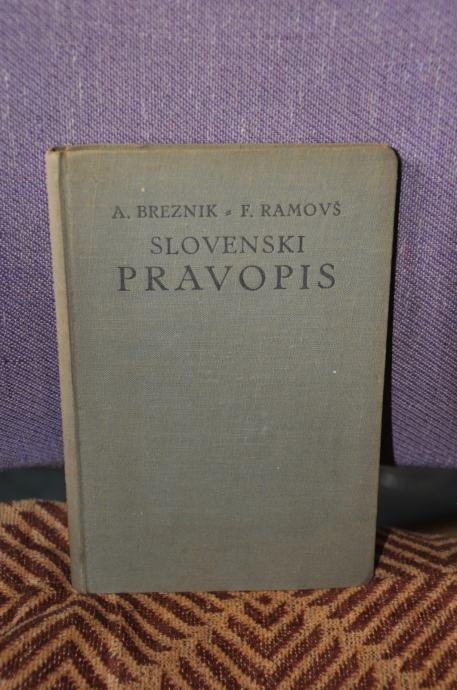 A. BREZNIK • F. RAMOVŠ
SLOVENSKI
PRAVOPIS